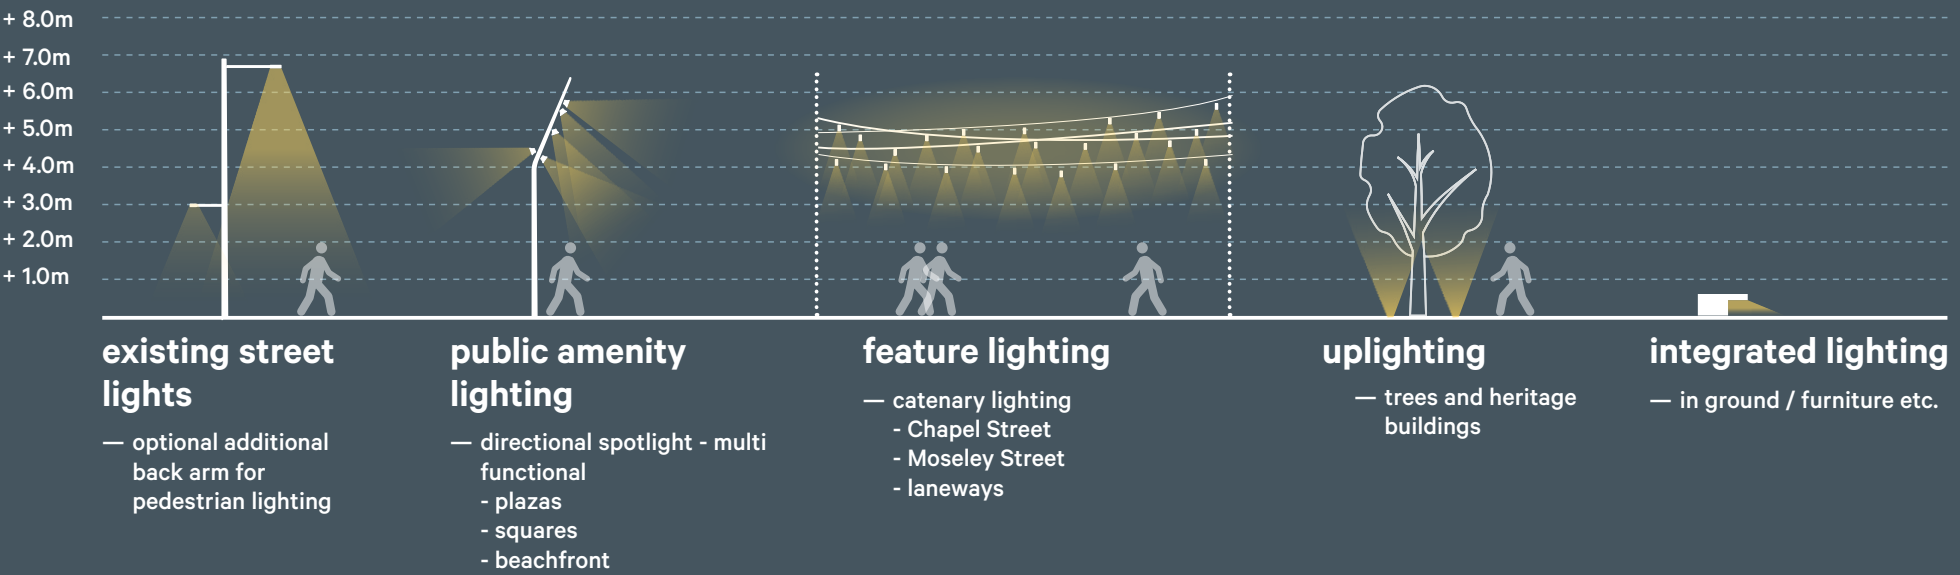 + 8.0m
+ 7.0m
+ 6.0m
+ 5.0m
+ 4.0m
+ 3.0m
+ 2.0m
+ 1.0m
existing street
lights
— optional additional
back arm for
pedestrian lighting
public amenity
lighting
— directional spotlight - multi
functional
- plazas
- squares
- beachfront
feature lighting
— catenary lighting
- Chapel Street
- Moseley Street
- laneways
uplighting
— trees and heritage
buildings
integrated lighting
— in ground / furniture etc.